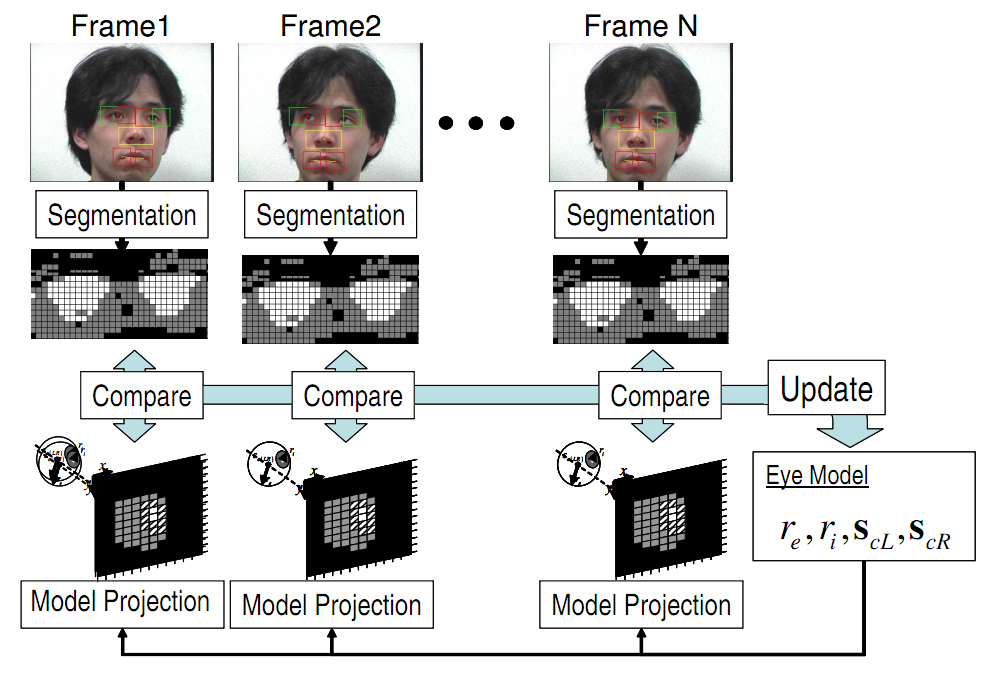 Frame1
Frame2
Frame N
Segmentation
Segmentation
Segmentation
Compare
Compare
Compare
Update
Eye Model
r_e, r_i, s_cL, s_cR
Model Projection
Model Projection
Model Projection